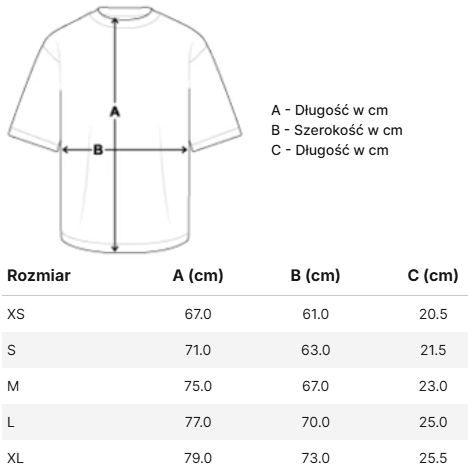 A
B
A - Długość w cm
B - Szerokość w cm
C - Długość w cm
Rozmiar A (cm) B (cm) C (cm)
XS 67.0 61.0 20.5
S 71.0 63.0 21.5
M 75.0 67.0 23.0
L 77.0 70.0 25.0
XL 79.0 73.0 25.5